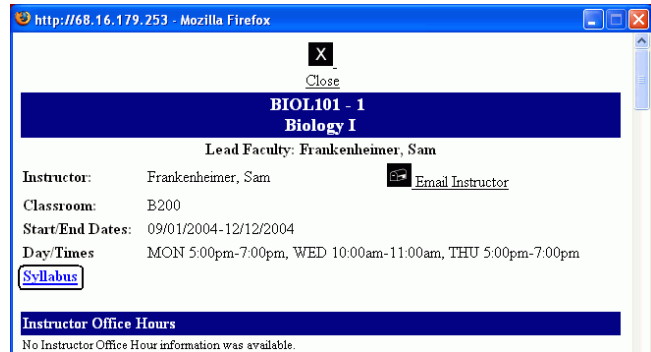 http://68.16.179.253 - Mozilla Firefox
X
Close
BIOL101 - 1
Biology I
Lead Faculty: Frankenheimer, Sam
Instructor: Frankenheimer, Sam Email Instructor
Classroom: B200
Start/End Dates: 09/01/2004-12/12/2004
Day/Times MON 5:00pm-7:00pm, WED 10:00am-11:00am, THU 5:00pm-7:00pm
Syllabus
Instructor Office Hours
No Instructor Office Hour information was available.